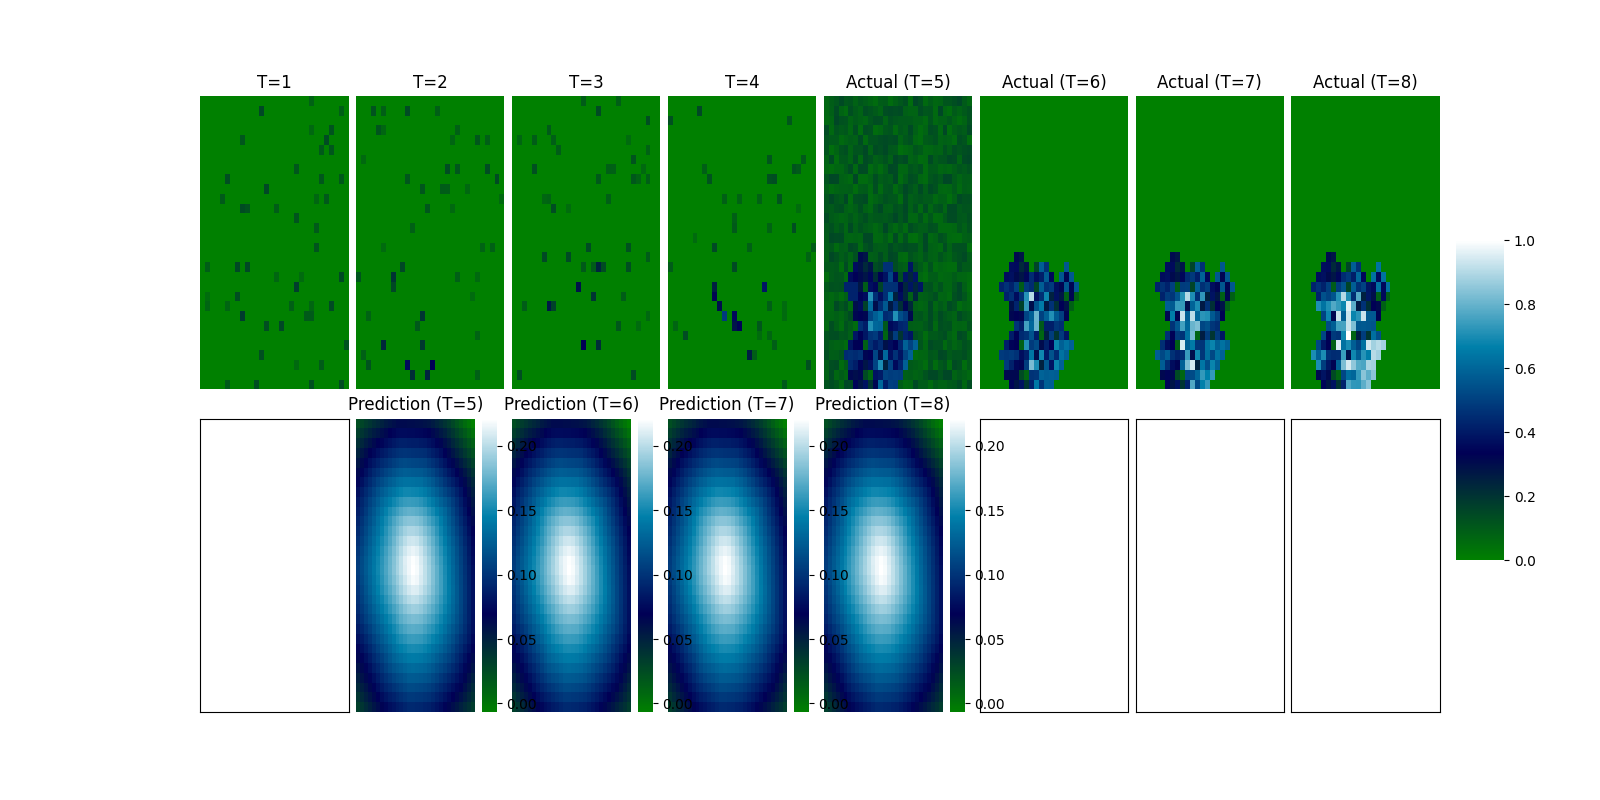 T=1
T=2
T=3
T=4
Actual (T=5)
Actual (T=6)
Actual (T=7)
Actual (T=8)
1.0
0.8
0.6
0.4
0.2
0.0
Prediction (T=5)
Prediction (T=6)
Prediction (T=7)
Prediction (T=8)
0.20
0.15
0.10
0.05
0.00
0.20
0.15
0.10
0.05
0.00
0.20
0.15
0.10
0.05
0.00
0.20
0.15
0.10
0.05
0.00